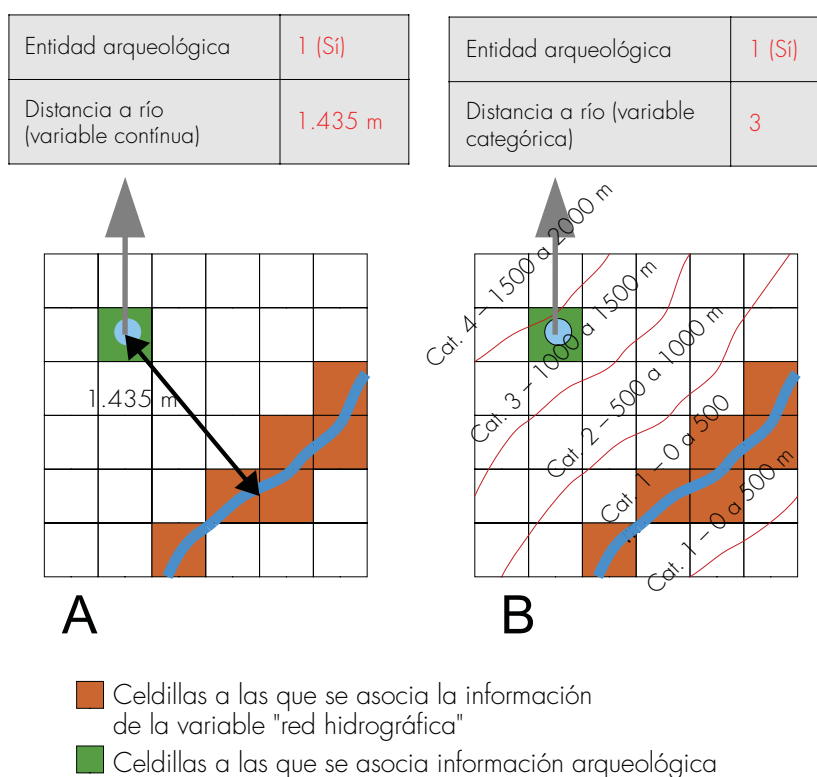 Entidad arqueológica
1 (Sí)
Distancia a río
(variable contínua)
1.435 m
Entidad arqueológica
1 (Sí)
Distancia a río (variable
categórica)
3
1.435 m
A
Cat. 4 – 1500 a 2000 m
Cat. 3 – 1000 a 1500 m
Cat. 2 – 500 a 1000 m
Cat. 1 – 0 a 500
Cat. 1 – 0 a 500 m
B
Celdillas a las que se asocia la información
de la variable "red hidrográfica"
Celdillas a las que se asocia información arqueológica